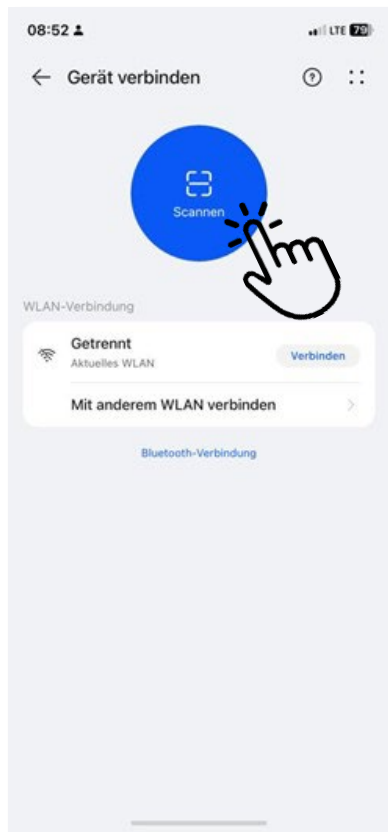 08:52 LTE 79
Gerät verbinden
Scannen
WLAN-Verbindung
Getrennt
Aktuelles WLAN
Verbinden
Mit anderem WLAN verbinden
Bluetooth-Verbindung